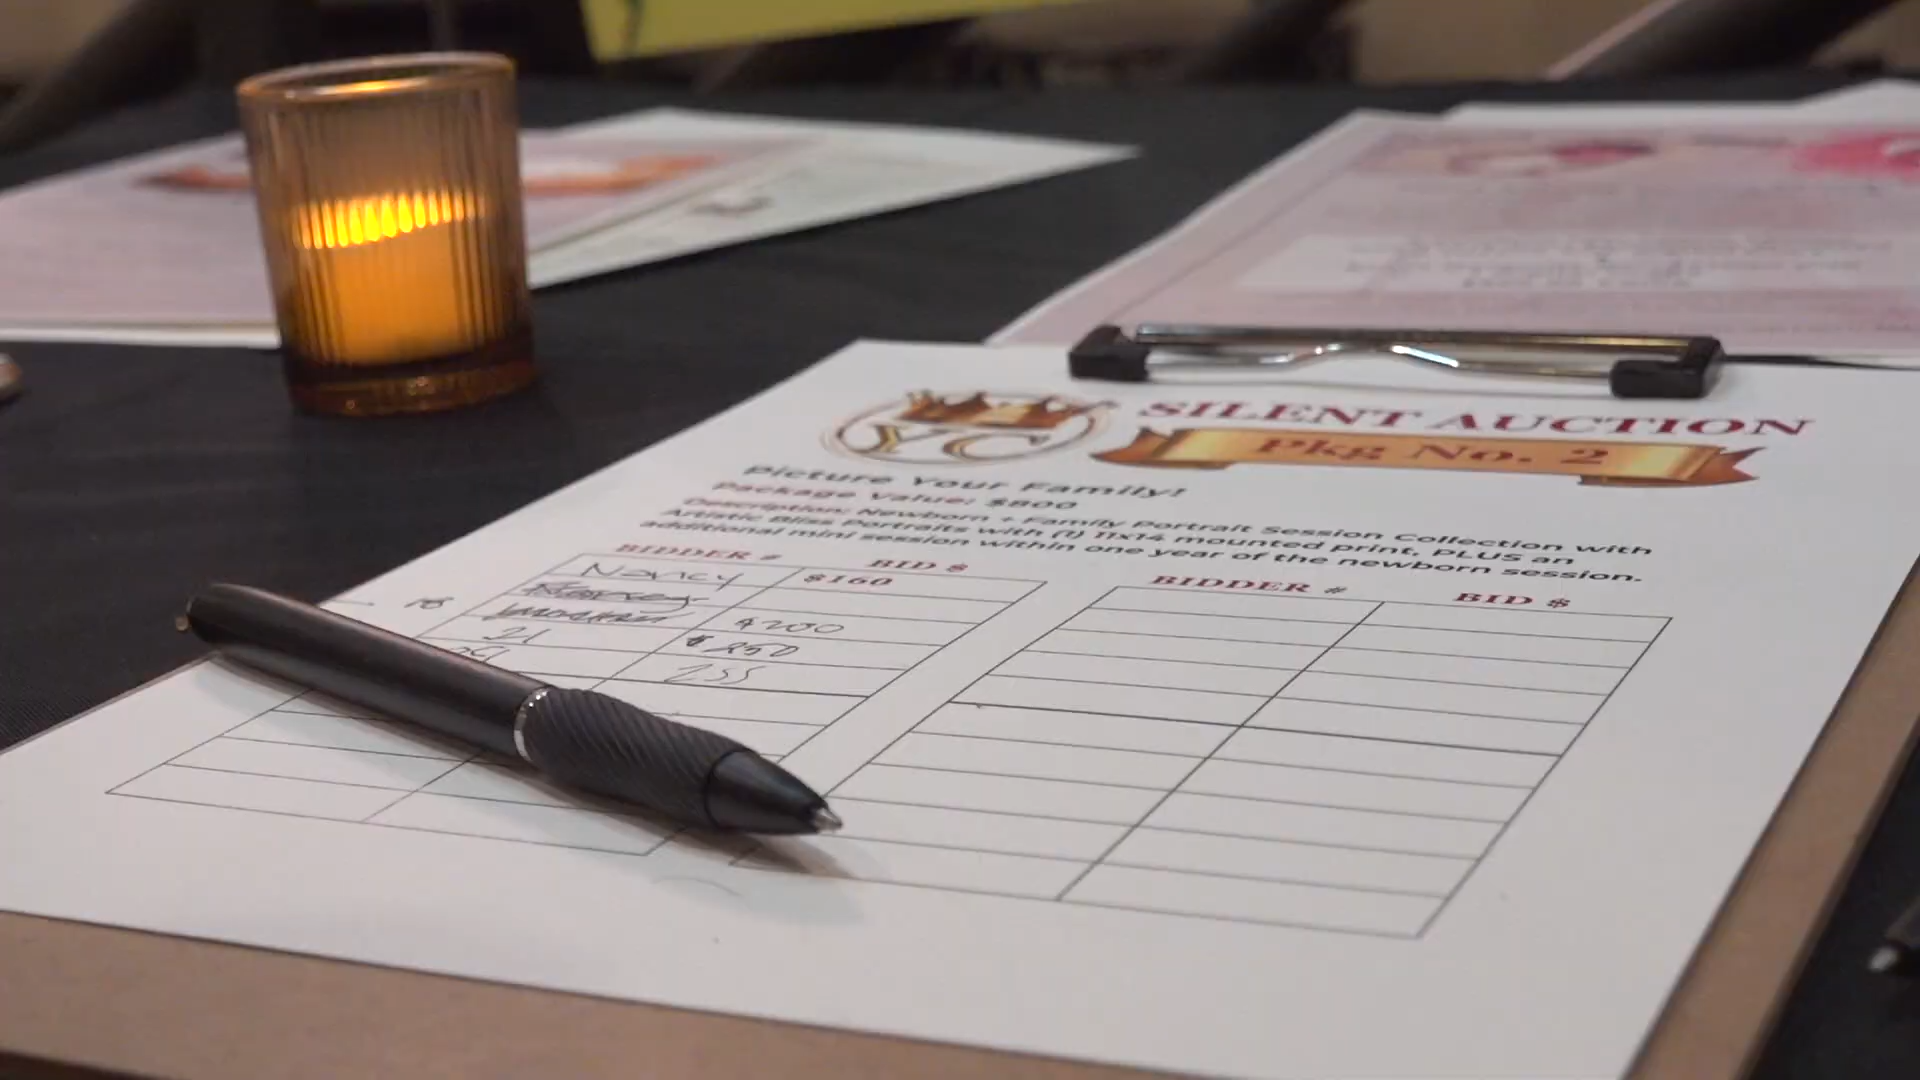 YC
SILENT AUCTION
Pkg No. 2
Picture Your Family!
Package Value: $800
Description: Newborn + Family Portrait Session Collection with
Artistic Bliss Portraits with (1) 11x14 mounted print, PLUS an
additional mini session within one year of the newborn session.
BIDDER # BID $
Nancy $160
$200
21 $250
255
BIDDER # BID $